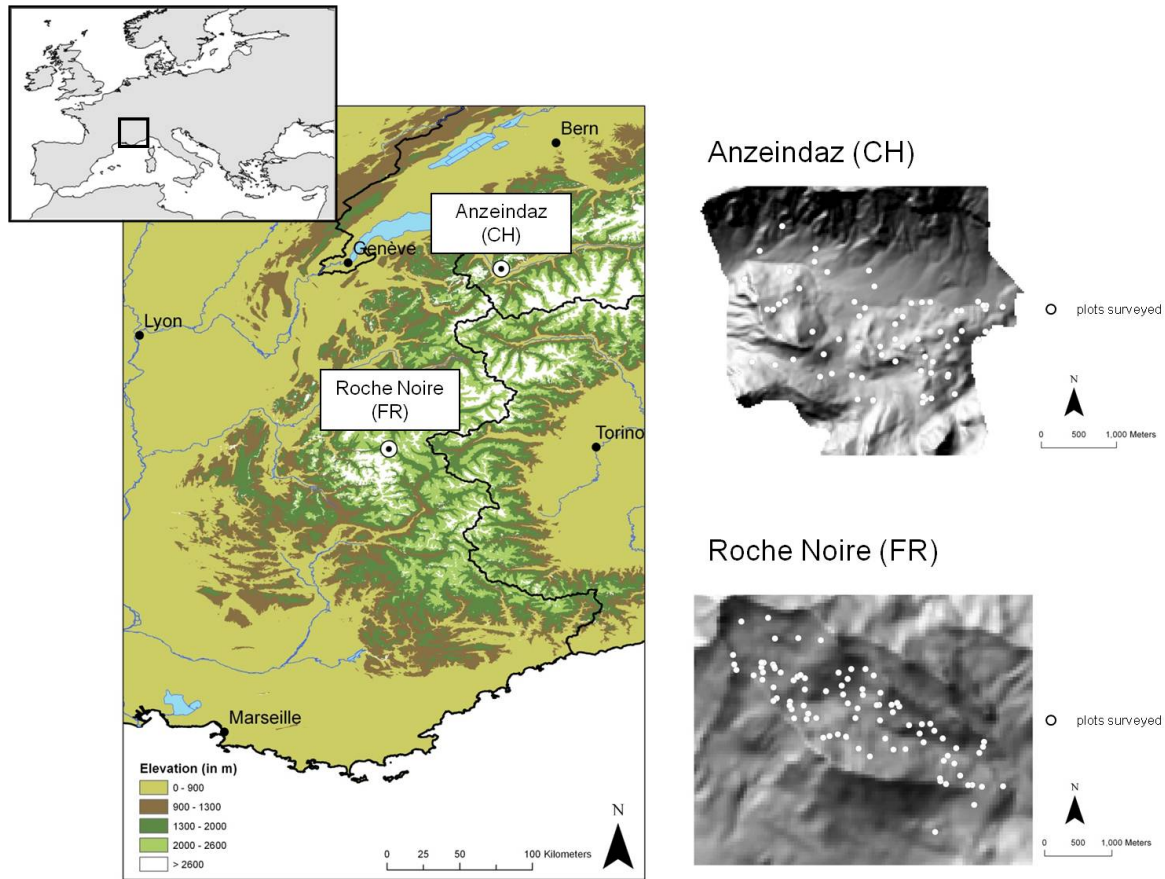 Bern
Anzeindaz
(CH)
Genève
Lyon
Roche Noire
(FR)
Torino
Marseille
Elevation (in m)
0 - 900
900 - 1300
1300 - 2000
2000 - 2600
> 2600
N
0 25 50 100 Kilometers
Anzeindaz (CH)
plots surveyed
N
0 500 1,000 Meters
Roche Noire (FR)
plots surveyed
N
0 500 1,000 Meters